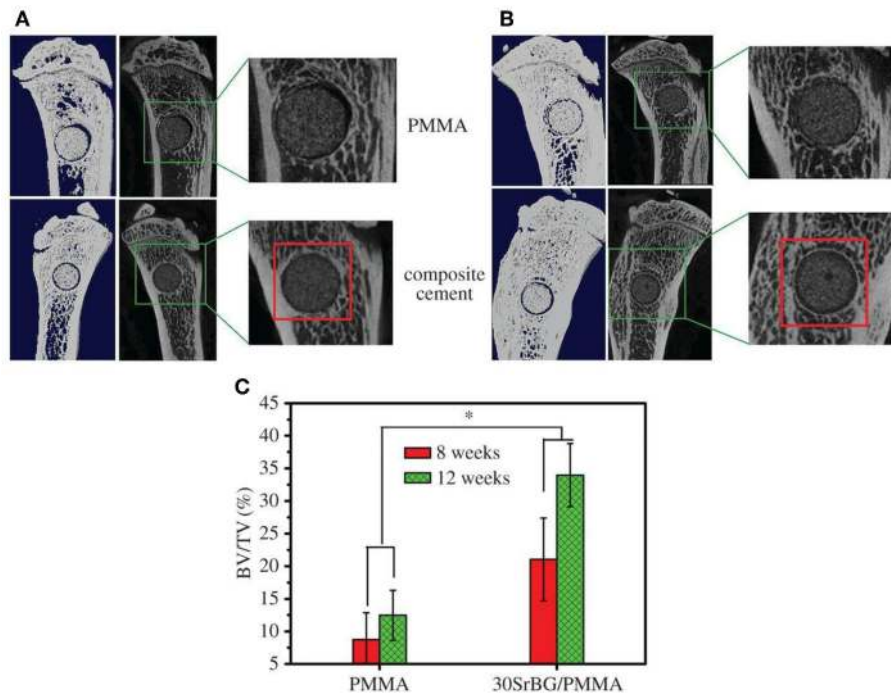 A
B
PMMA
composite
cement
C
45
40
35
30
25
20
15
10
5
BV/TV (%)
*
8 weeks
12 weeks
PMMA
30SrBG/PMMA